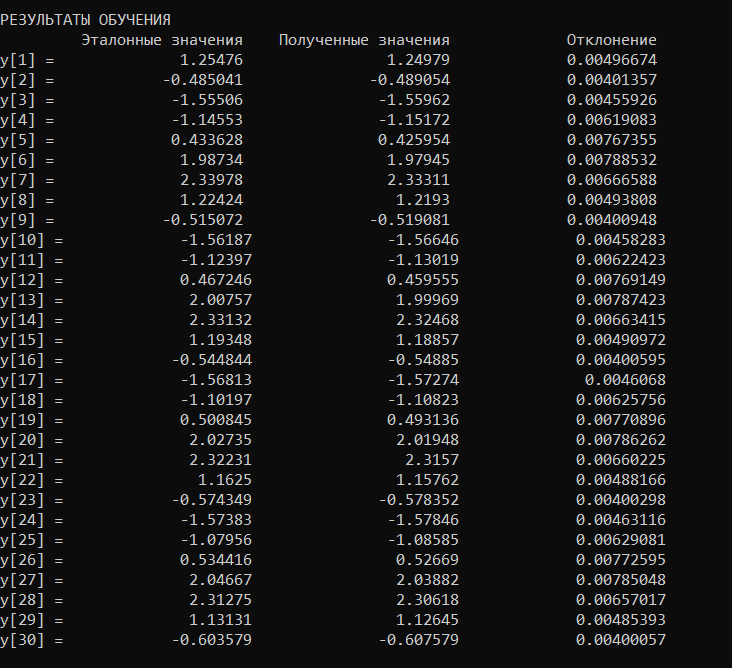 РЕЗУЛЬТАТЫ ОБУЧЕНИЯ
Эталонные значения Полученные значения Отклонение
y[1] = 1.25476 1.24979 0.00496674
y[2] = -0.485041 -0.489054 0.00401357
y[3] = -1.55506 -1.55962 0.00455926
y[4] = -1.14553 -1.15172 0.00619083
y[5] = 0.433628 0.425954 0.00767355
y[6] = 1.98734 1.97945 0.00788532
y[7] = 2.33978 2.33311 0.00666588
y[8] = 1.22424 1.2193 0.00493808
y[9] = -0.515072 -0.519081 0.00400948
y[10] = -1.56187 -1.56646 0.00458283
y[11] = -1.12397 -1.13019 0.00622423
y[12] = 0.467246 0.459555 0.00769149
y[13] = 2.00757 1.99969 0.00787423
y[14] = 2.33132 2.32468 0.00663415
y[15] = 1.19348 1.18857 0.00490972
y[16] = -0.544844 -0.54885 0.00400595
y[17] = -1.56813 -1.57274 0.0046068
y[18] = -1.10197 -1.10823 0.00625756
y[19] = 0.500845 0.493136 0.00770896
y[20] = 2.02735 2.01948 0.00786262
y[21] = 2.32231 2.3157 0.00660225
y[22] = 1.1625 1.15762 0.00488166
y[23] = -0.574349 -0.578352 0.00400298
y[24] = -1.57383 -1.57846 0.00463116
y[25] = -1.07956 -1.08585 0.00629081
y[26] = 0.534416 0.52669 0.00772595
y[27] = 2.04667 2.03882 0.00785048
y[28] = 2.31275 2.30618 0.00657017
y[29] = 1.13131 1.12645 0.00485393
y[30] = -0.603579 -0.607579 0.00400057